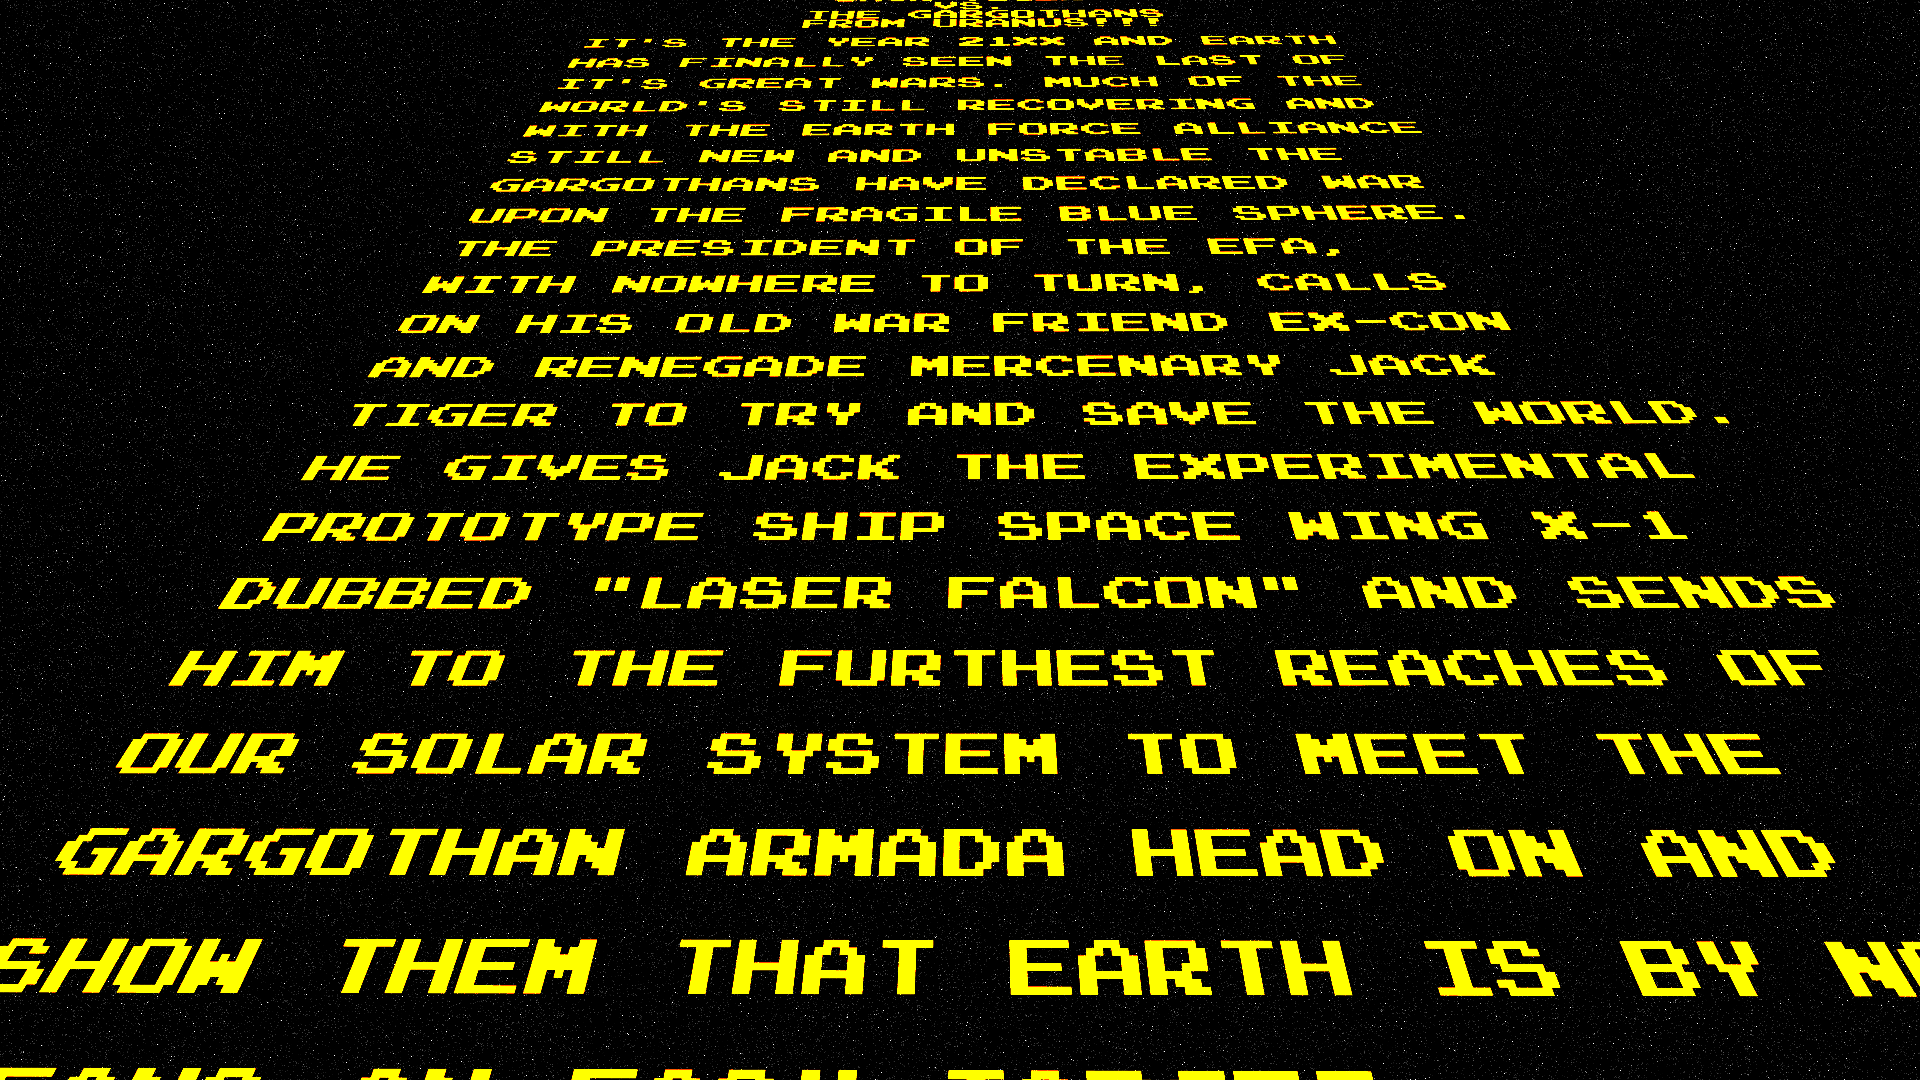 VS.
THE GARGOTHANS
FROM URANUS!!!
IT'S THE YEAR 21XX AND EARTH
HAS FINALLY SEEN THE LAST OF
IT'S GREAT WARS. MUCH OF THE
WORLD'S STILL RECOVERING AND
WITH THE EARTH FORCE ALLIANCE
STILL NEW AND UNSTABLE THE
GARGOTHANS HAVE DECLARED WAR
UPON THE FRAGILE BLUE SPHERE.
THE PRESIDENT OF THE EFA,
WITH NOWHERE TO TURN, CALLS
ON HIS OLD WAR FRIEND EX-CON
AND RENEGADE MERCENARY JACK
TIGER TO TRY AND SAVE THE WORLD.
HE GIVES JACK THE EXPERIMENTAL
PROTOTYPE SHIP SPACE WING X-1
DUBBED "LASER FALCON" AND SENDS
HIM TO THE FURTHEST REACHES OF
OUR SOLAR SYSTEM TO MEET THE
GARGOTHAN ARMADA HEAD ON AND
SHOW THEM THAT EARTH IS BY NO